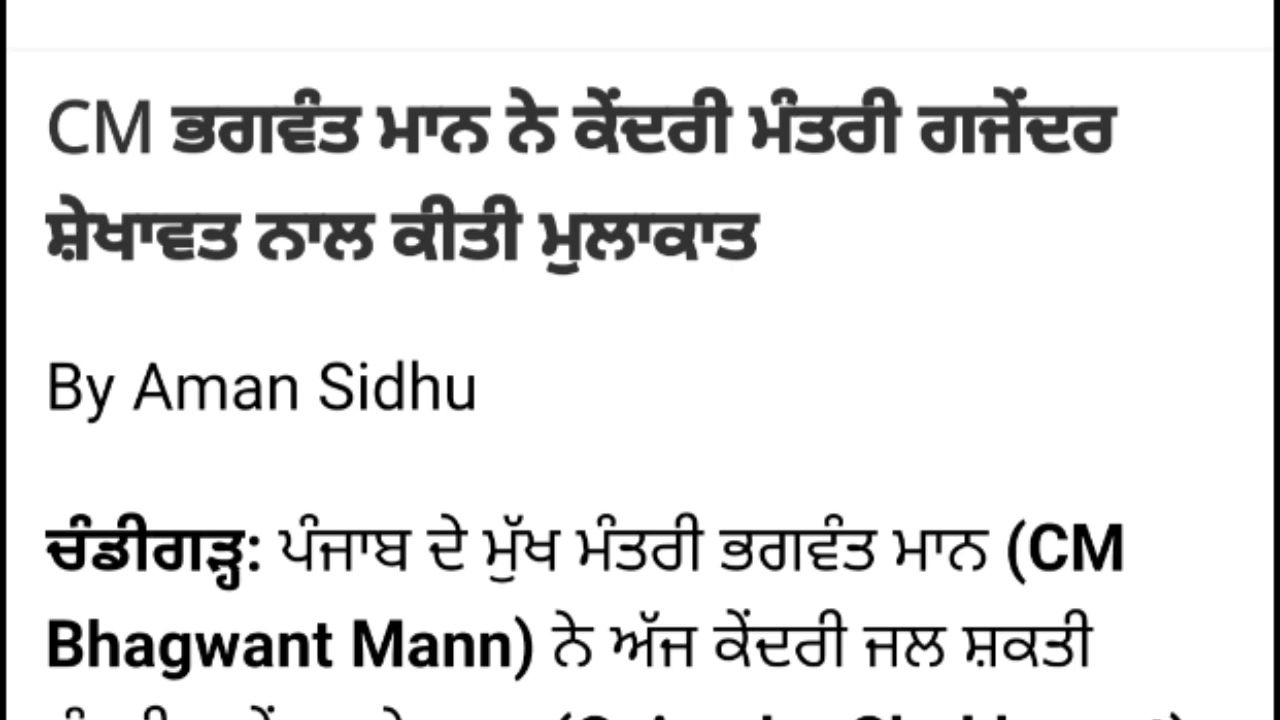 CM ਭਗਵੰਤ ਮਾਨ ਨੇ ਕੇਂਦਰੀ ਮੰਤਰੀ ਗਜੇਂਦਰ
ਸ਼ੇਖਾਵਤ ਨਾਲ ਕੀਤੀ ਮੁਲਾਕਾਤ
By Aman Sidhu
ਚੰਡੀਗੜ੍ਹ: ਪੰਜਾਬ ਦੇ ਮੁੱਖ ਮੰਤਰੀ ਭਗਵੰਤ ਮਾਨ (CM
Bhagwant Mann) ਨੇ ਅੱਜ ਕੇਂਦਰੀ ਜਲ ਸ਼ਕਤੀ